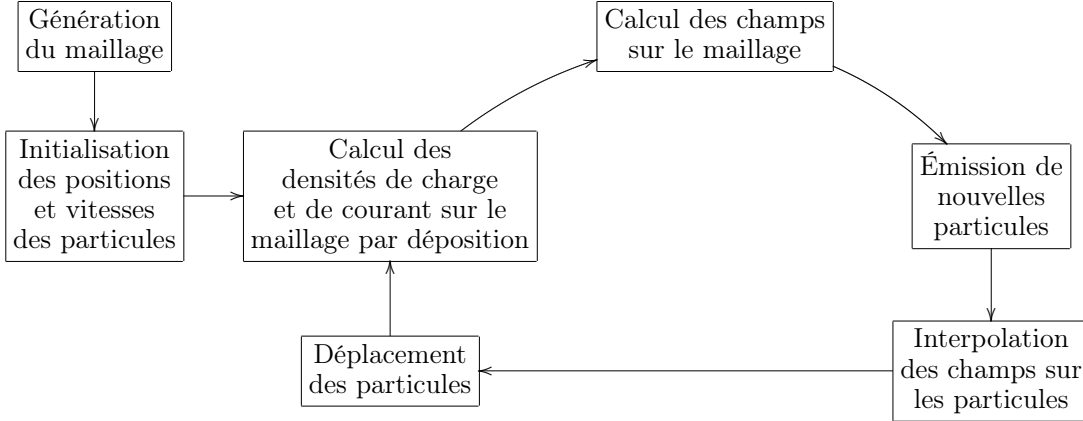 Génération
du maillage
Initialisation
des positions
et vitesses
des particules
Calcul des
densités de charge
et de courant sur le
maillage par déposition
Calcul des champs
sur le maillage
Émission de
nouvelles
particules
Interpolation
des champs sur
les particules
Déplacement
des particules